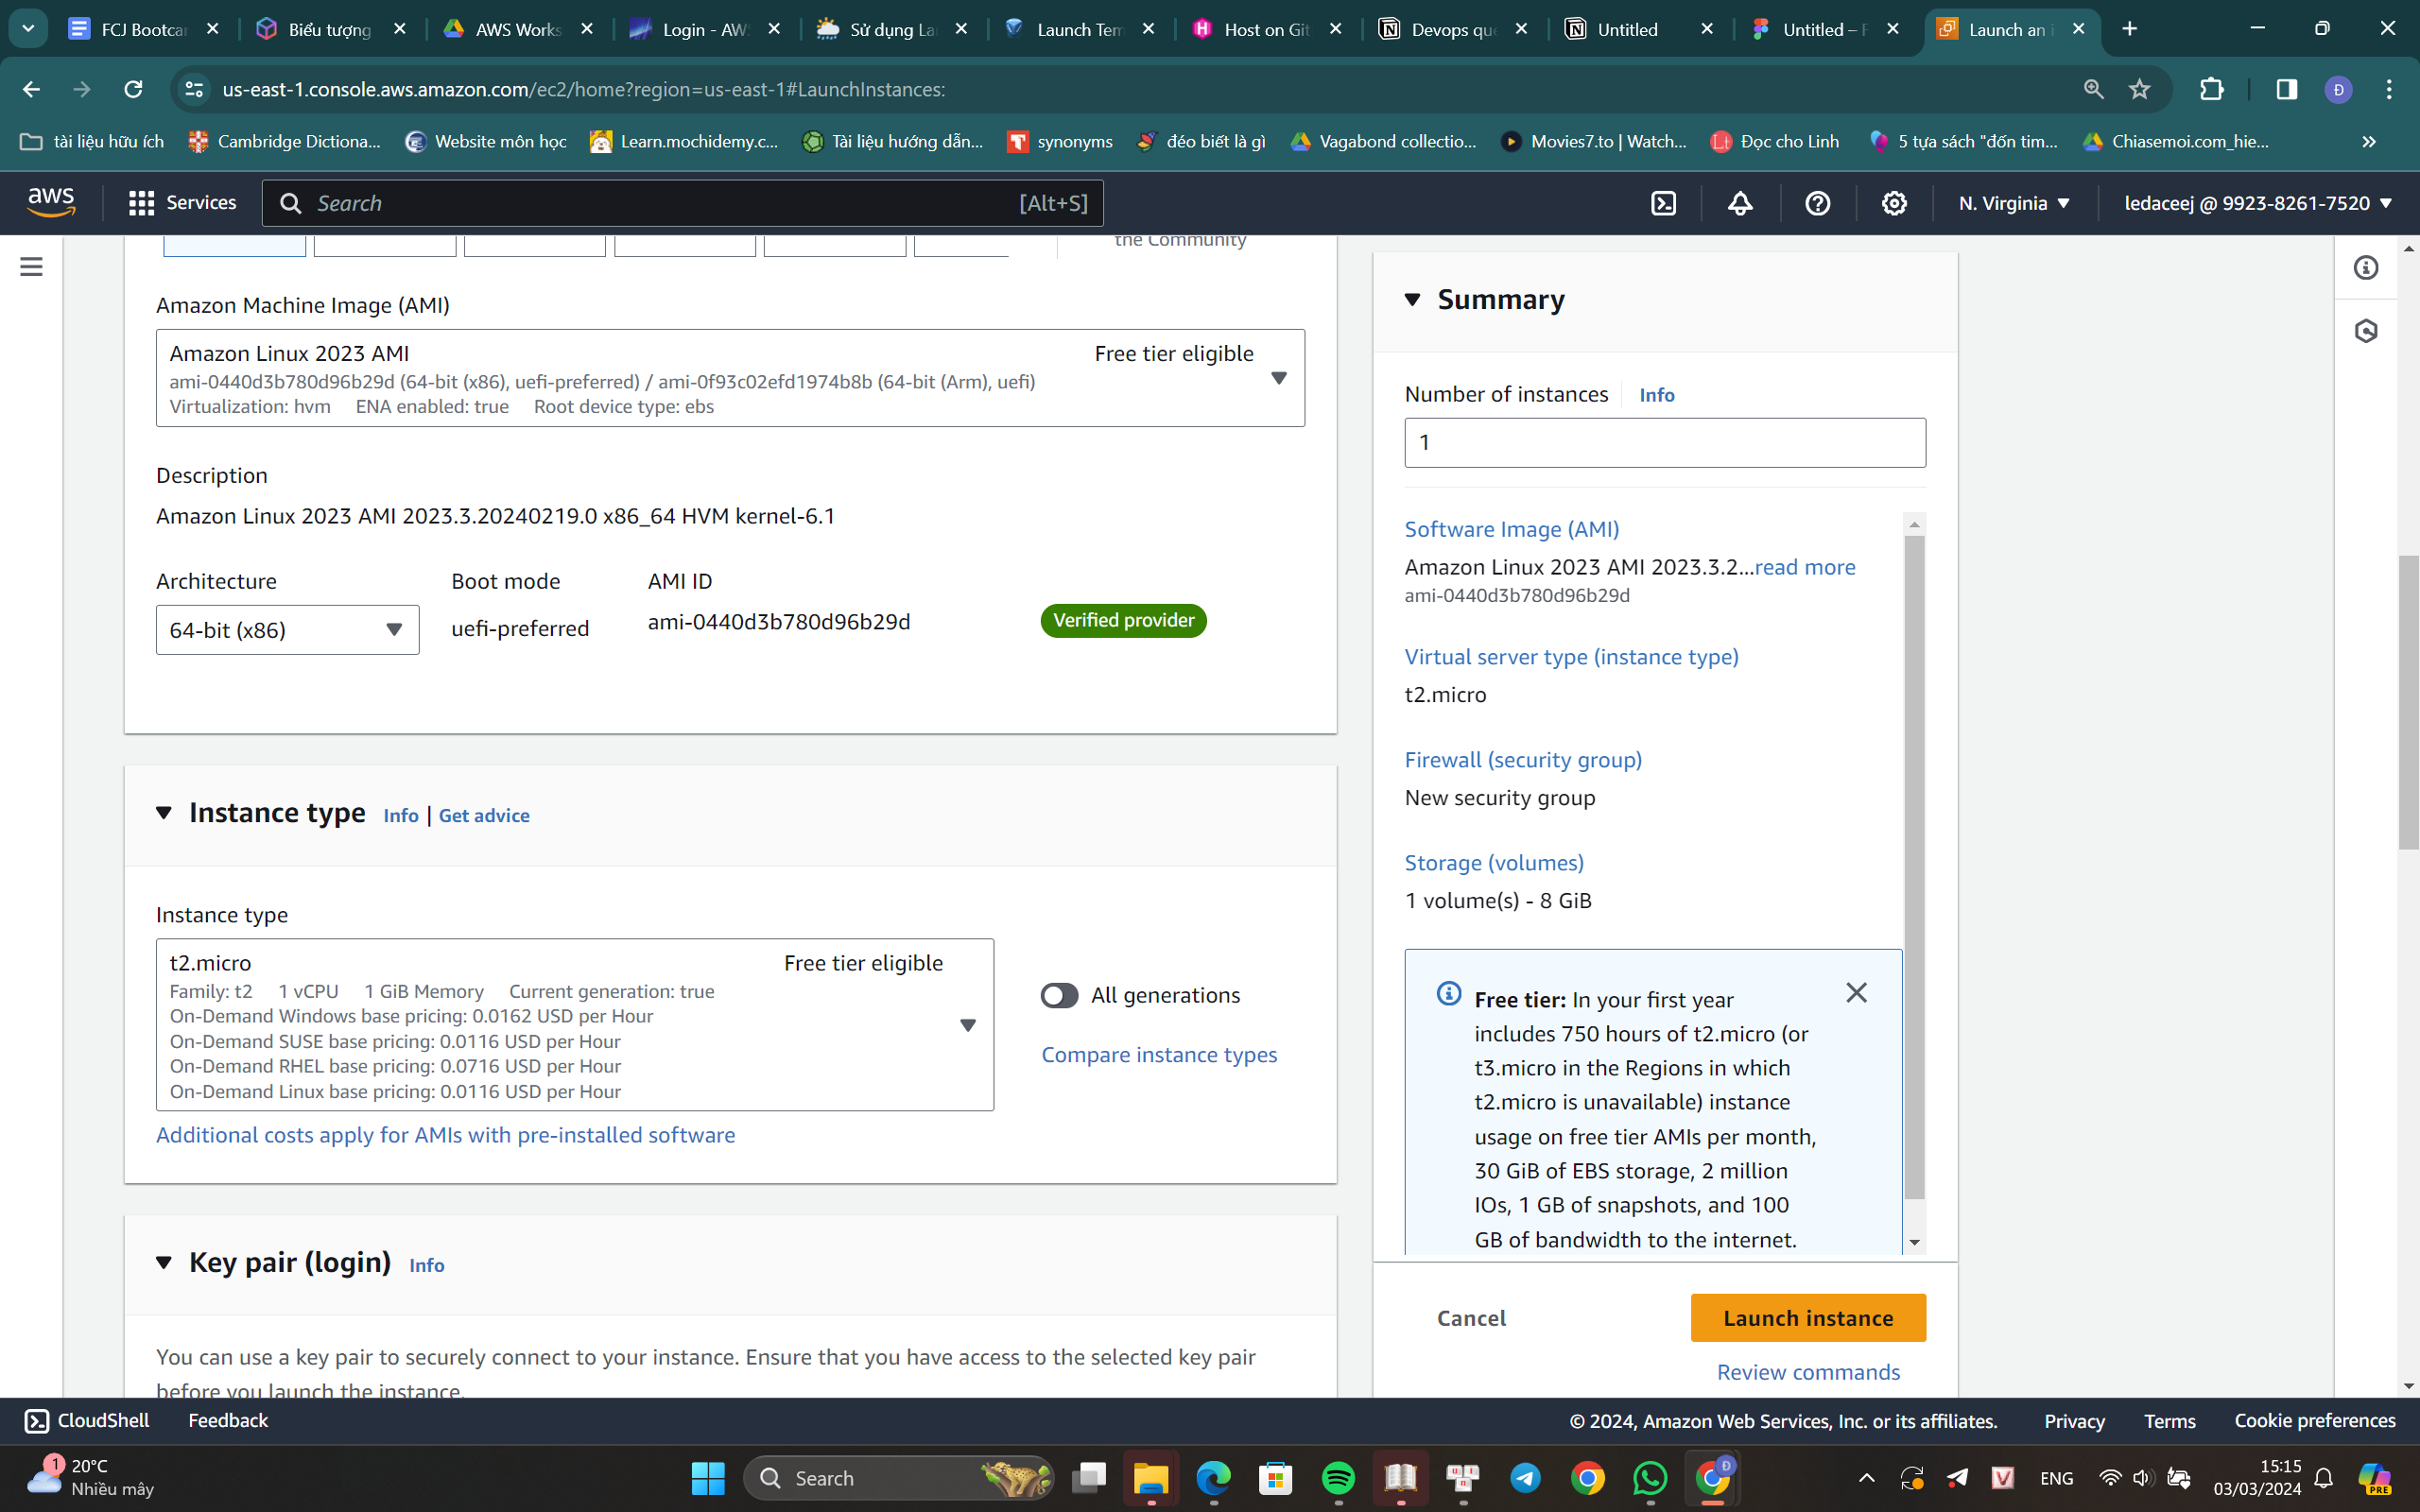 FCJ Bootcar
Biểu tượng
AWS Works
Login - AW
Sử dụng La
Launch Tem
Host on Git
Devops que
Untitled
Untitled – F
Launch an i
us-east-1.console.aws.amazon.com/ec2/home?region=us-east-1#LaunchInstances:
Đ
tài liệu hữu ích
Cambridge Dictiona...
Website môn học
Learn.mochidemy.c...
Tài liệu hướng dẫn...
synonyms
đéo biết là gì
Vagabond collectio...
Movies7.to | Watch...
Đọc cho Linh
5 tựa sách "đốn tim...
Chiasemoi.com_hie...
aws
Services
Search
[Alt+S]
N. Virginia
ledaceej @ 9923-8261-7520
the Community
Amazon Machine Image (AMI)
Amazon Linux 2023 AMI
Free tier eligible
ami-0440d3b780d96b29d (64-bit (x86), uefi-preferred) / ami-0f93c02efd1974b8b (64-bit (Arm), uefi)
Virtualization: hvm ENA enabled: true Root device type: ebs
Description
Amazon Linux 2023 AMI 2023.3.20240219.0 x86_64 HVM kernel-6.1
Architecture
Boot mode
AMI ID
64-bit (x86)
uefi-preferred
ami-0440d3b780d96b29d
Verified provider
Instance type Info | Get advice
Instance type
t2.micro
Free tier eligible
Family: t2 1 vCPU 1 GiB Memory Current generation: true
On-Demand Windows base pricing: 0.0162 USD per Hour
On-Demand SUSE base pricing: 0.0116 USD per Hour
On-Demand RHEL base pricing: 0.0716 USD per Hour
On-Demand Linux base pricing: 0.0116 USD per Hour
All generations
Compare instance types
Additional costs apply for AMIs with pre-installed software
Key pair (login) Info
You can use a key pair to securely connect to your instance. Ensure that you have access to the selected key pair
before you launch the instance.
Summary
Number of instances Info
1
Software Image (AMI)
Amazon Linux 2023 AMI 2023.3.2...read more
ami-0440d3b780d96b29d
Virtual server type (instance type)
t2.micro
Firewall (security group)
New security group
Storage (volumes)
1 volume(s) - 8 GiB
Free tier: In your first year
includes 750 hours of t2.micro (or
t3.micro in the Regions in which
t2.micro is unavailable) instance
usage on free tier AMIs per month,
30 GiB of EBS storage, 2 million
IOs, 1 GB of snapshots, and 100
GB of bandwidth to the internet.
Cancel
Launch instance
Review commands
CloudShell
Feedback
© 2024, Amazon Web Services, Inc. or its affiliates.
Privacy
Terms
Cookie preferences
1
20°C
Nhiều mây
Search
Đ
V
ENG
15:15
03/03/2024
PRE